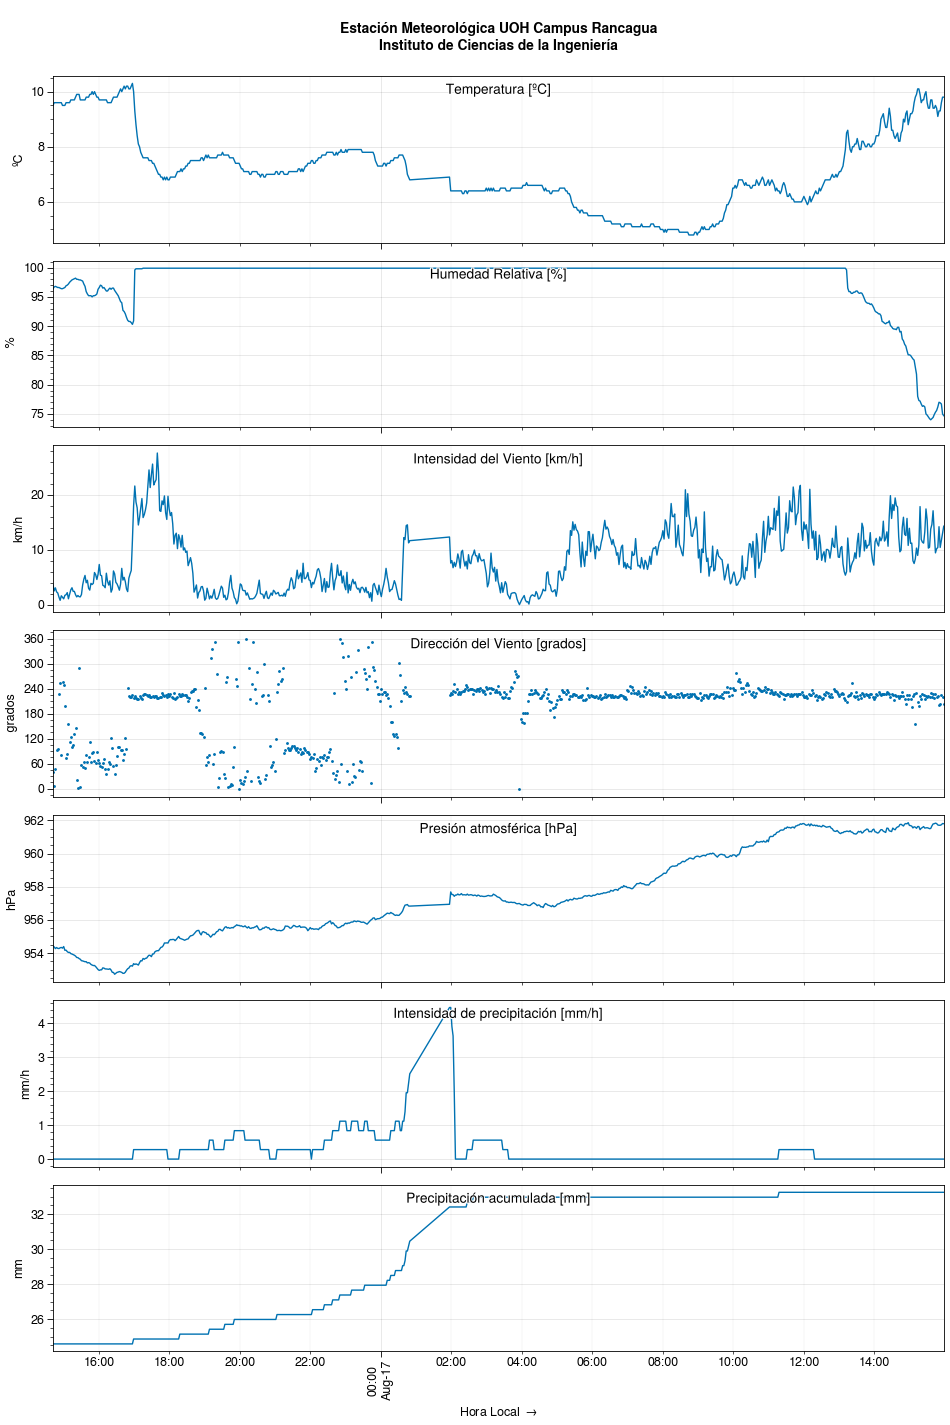 Estación Meteorológica UOH Campus Rancagua
Instituto de Ciencias de la Ingeniería
Temperatura [ºC]
ºC
10
8
6
Humedad Relativa [%]
%
100
95
90
85
80
75
Intensidad del Viento [km/h]
km/h
20
10
0
Dirección del Viento [grados]
grados
360
300
240
180
120
60
0
Presión atmosférica [hPa]
hPa
962
960
958
956
954
Intensidad de precipitación [mm/h]
mm/h
4
3
2
1
0
Precipitación acumulada [mm]
mm
32
30
28
26
16:00
18:00
20:00
22:00
00:00
Aug-17
02:00
04:00
06:00
08:00
10:00
12:00
14:00
Hora Local →